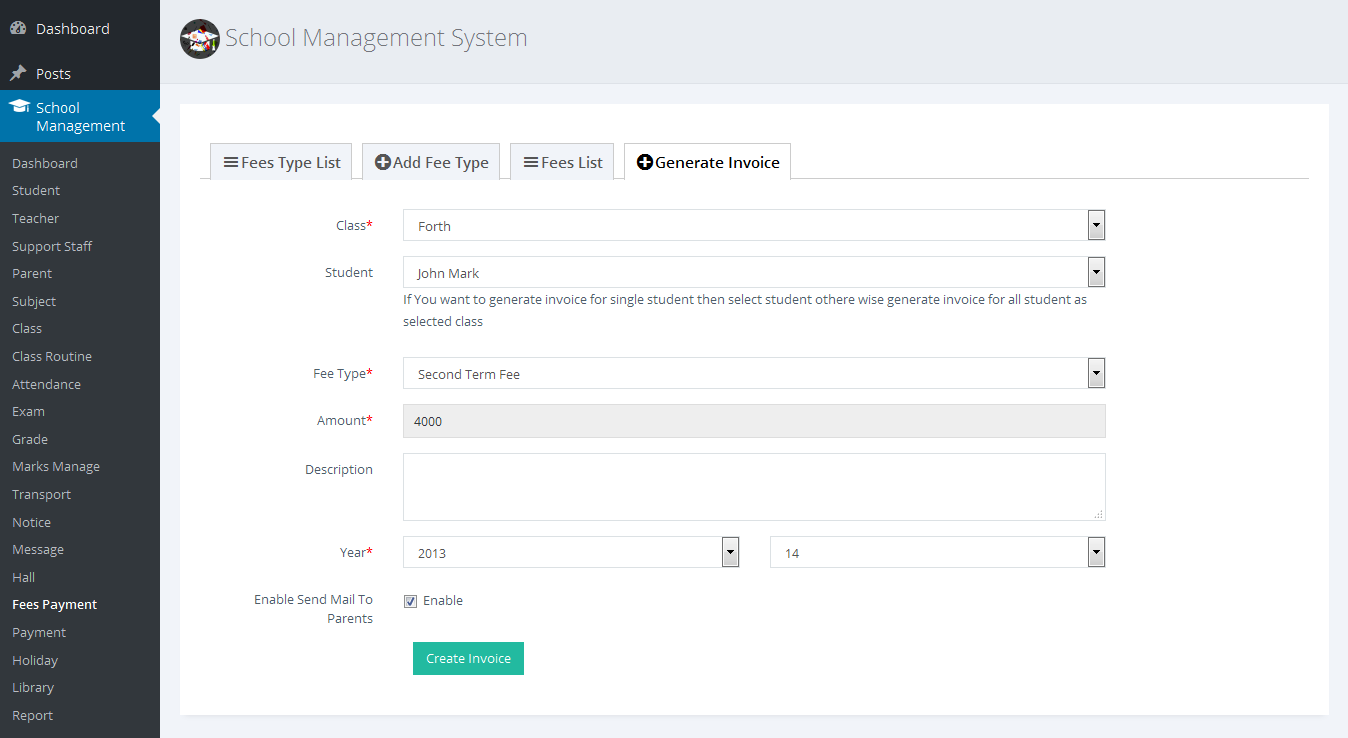 Dashboard
Posts
School
Management
Dashboard
Student
Teacher
Support Staff
Parent
Subject
Class
Class Routine
Attendance
Exam
Grade
Marks Manage
Transport
Notice
Message
Hall
Fees Payment
Payment
Holiday
Library
Report
School Management System
Fees Type List
Add Fee Type
Fees List
Generate Invoice
Class*
Forth
Student
John Mark
If You want to generate invoice for single student then select student othere wise generate invoice for all student as
selected class
Fee Type*
Second Term Fee
Amount*
4000
Description
Year*
2013
14
Enable Send Mail To
Parents
Enable
Create Invoice